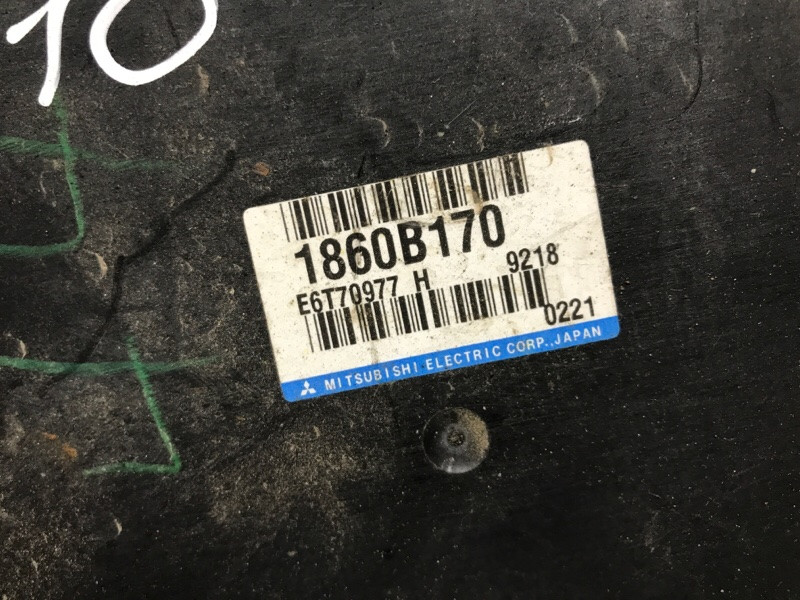 10
1860B170
E6T70977 H 9218
0221
MITSUBISHI ELECTRIC CORP., JAPAN